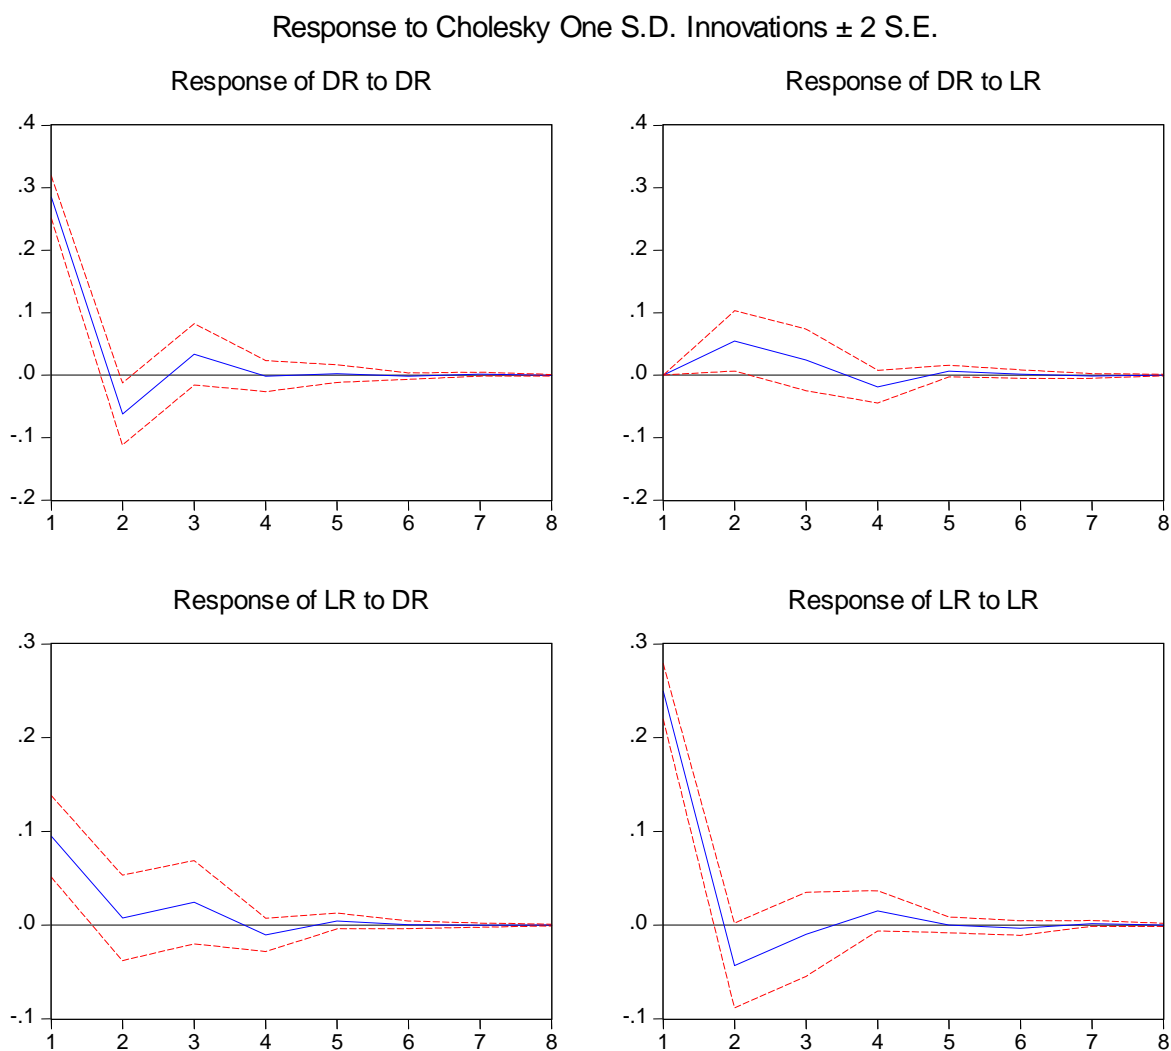 Response to Cholesky One S.D. Innovations ± 2 S.E.
Response of DR to DR
.4
.3
.2
.1
.0
-.1
-.2
1 2 3 4 5 6 7 8
Response of DR to LR
.4
.3
.2
.1
.0
-.1
-.2
1 2 3 4 5 6 7 8
Response of LR to DR
.3
.2
.1
.0
-.1
1 2 3 4 5 6 7 8
Response of LR to LR
.3
.2
.1
.0
-.1
1 2 3 4 5 6 7 8